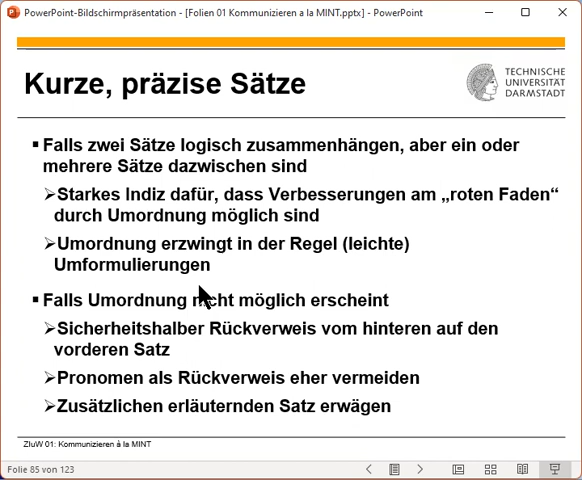 PowerPoint-Bildschirmpräsentation - [Folien 01 Kommunizieren a la MINT.pptx] - PowerPoint
Kurze, präzise Sätze
TECHNISCHE
UNIVERSITÄT
DARMSTADT
▪ Falls zwei Sätze logisch zusammenhängen, aber ein oder
mehrere Sätze dazwischen sind
➢ Starkes Indiz dafür, dass Verbesserungen am „roten Faden“
durch Umordnung möglich sind
➢ Umordnung erzwingt in der Regel (leichte)
Umformulierungen
▪ Falls Umordnung nicht möglich erscheint
➢ Sicherheitshalber Rückverweis vom hinteren auf den
vorderen Satz
➢ Pronomen als Rückverweis eher vermeiden
➢ Zusätzlichen erläuternden Satz erwägen
ZIuW 01: Kommunizieren à la MINT
Folie 85 von 123